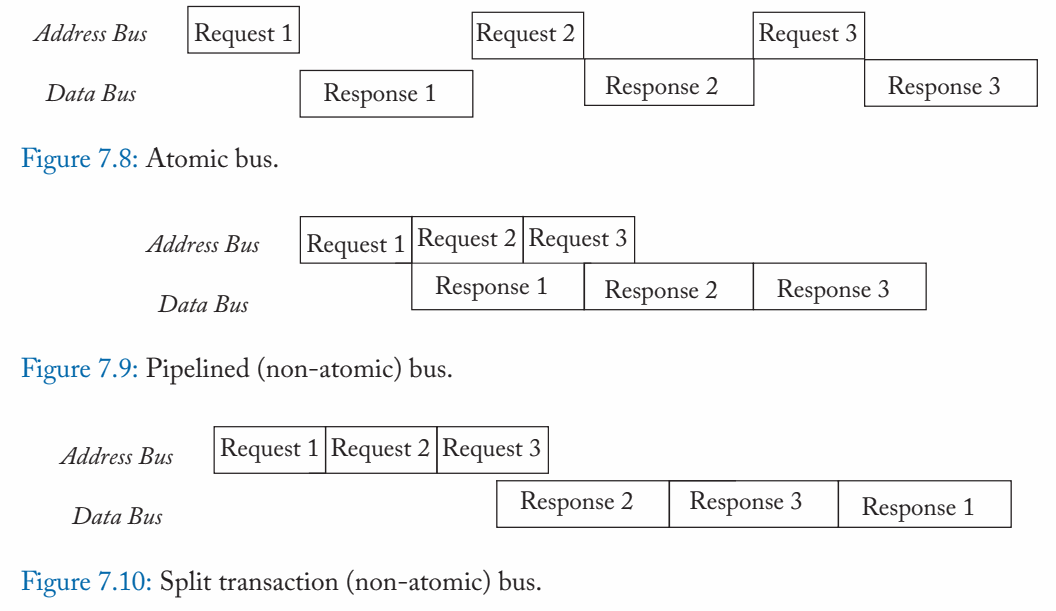 Address Bus Request 1 Request 2 Request 3
Data Bus Response 1 Response 2 Response 3
Figure 7.8: Atomic bus.
Address Bus Request 1 Request 2 Request 3
Data Bus Response 1 Response 2 Response 3
Figure 7.9: Pipelined (non-atomic) bus.
Address Bus Request 1 Request 2 Request 3
Data Bus Response 2 Response 3 Response 1
Figure 7.10: Split transaction (non-atomic) bus.